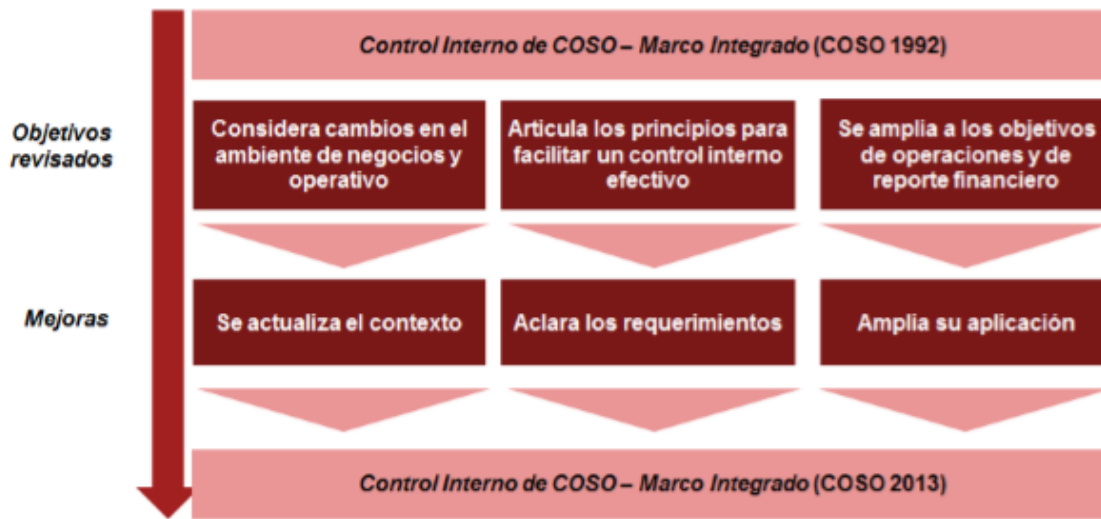 Control Interno de COSO – Marco Integrado (COSO 1992)
Objetivos
revisados
Considera cambios en el
ambiente de negocios y
operativo
Articula los principios para
facilitar un control interno
efectivo
Se amplia a los objetivos
de operaciones y de
reporte financiero
Mejoras
Se actualiza el contexto
Aclara los requerimientos
Amplia su aplicación
Control Interno de COSO – Marco Integrado (COSO 2013)